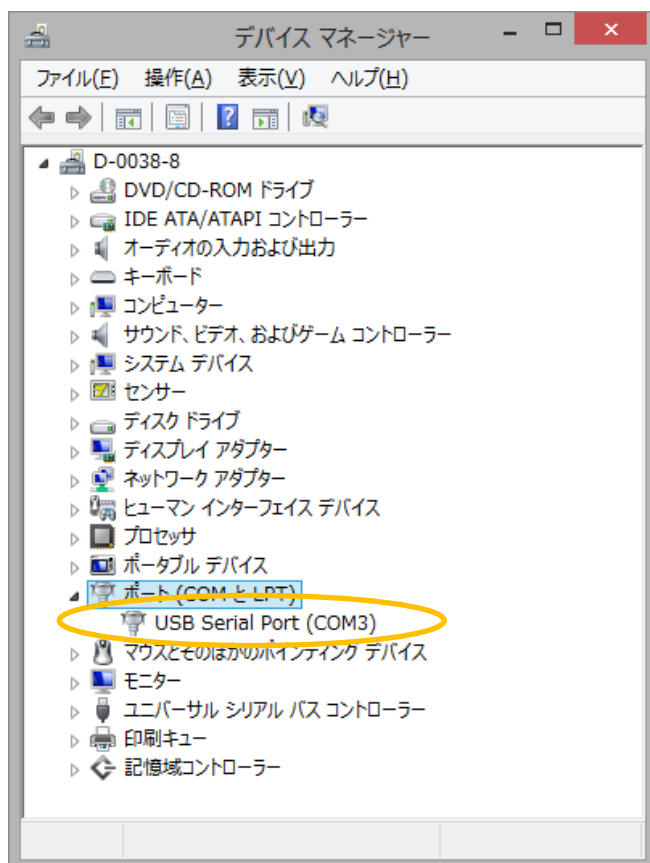 デバイス マネージャー
ファイル(F) 操作(A) 表示(V) ヘルプ(H)
D-0038-8
DVD/CD-ROM ドライブ
IDE ATA/ATAPI コントローラー
オーディオの入力および出力
キーボード
コンピューター
サウンド、ビデオ、およびゲーム コントローラー
システム デバイス
センサー
ディスク ドライブ
ディスプレイ アダプター
ネットワーク アダプター
ヒューマン インターフェイス デバイス
プロセッサ
ポータブル デバイス
ポート (COM と LPT)
USB Serial Port (COM3)
マウスとそのほかのポインティング デバイス
モニター
ユニバーサル シリアル バス コントローラー
印刷キュー
記憶域コントローラー